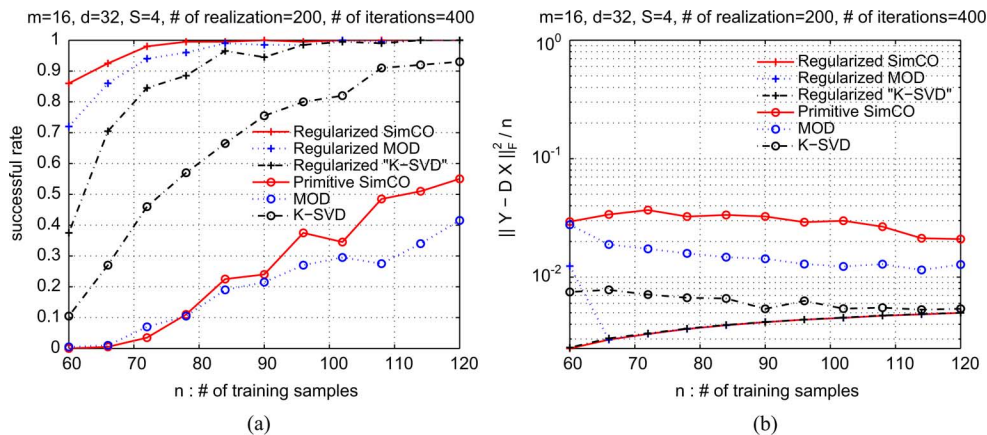 m=16, d=32, S=4, # of realization=200, # of iterations=400
1
0.9
0.8
0.7
0.6
0.5
0.4
0.3
0.2
0.1
0
successful rate
Regularized SimCO
Regularized MOD
Regularized "K-SVD"
Primitive SimCO
MOD
K-SVD
60 70 80 90 100 110 120
n : # of training samples
(a)
m=16, d=32, S=4, # of realization=200, # of iterations=400
10^0
10^-1
10^-2
|| Y - D X ||_F^2 / n
Regularized SimCO
Regularized MOD
Regularized "K-SVD"
Primitive SimCO
MOD
K-SVD
60 70 80 90 100 110 120
n : # of training samples
(b)